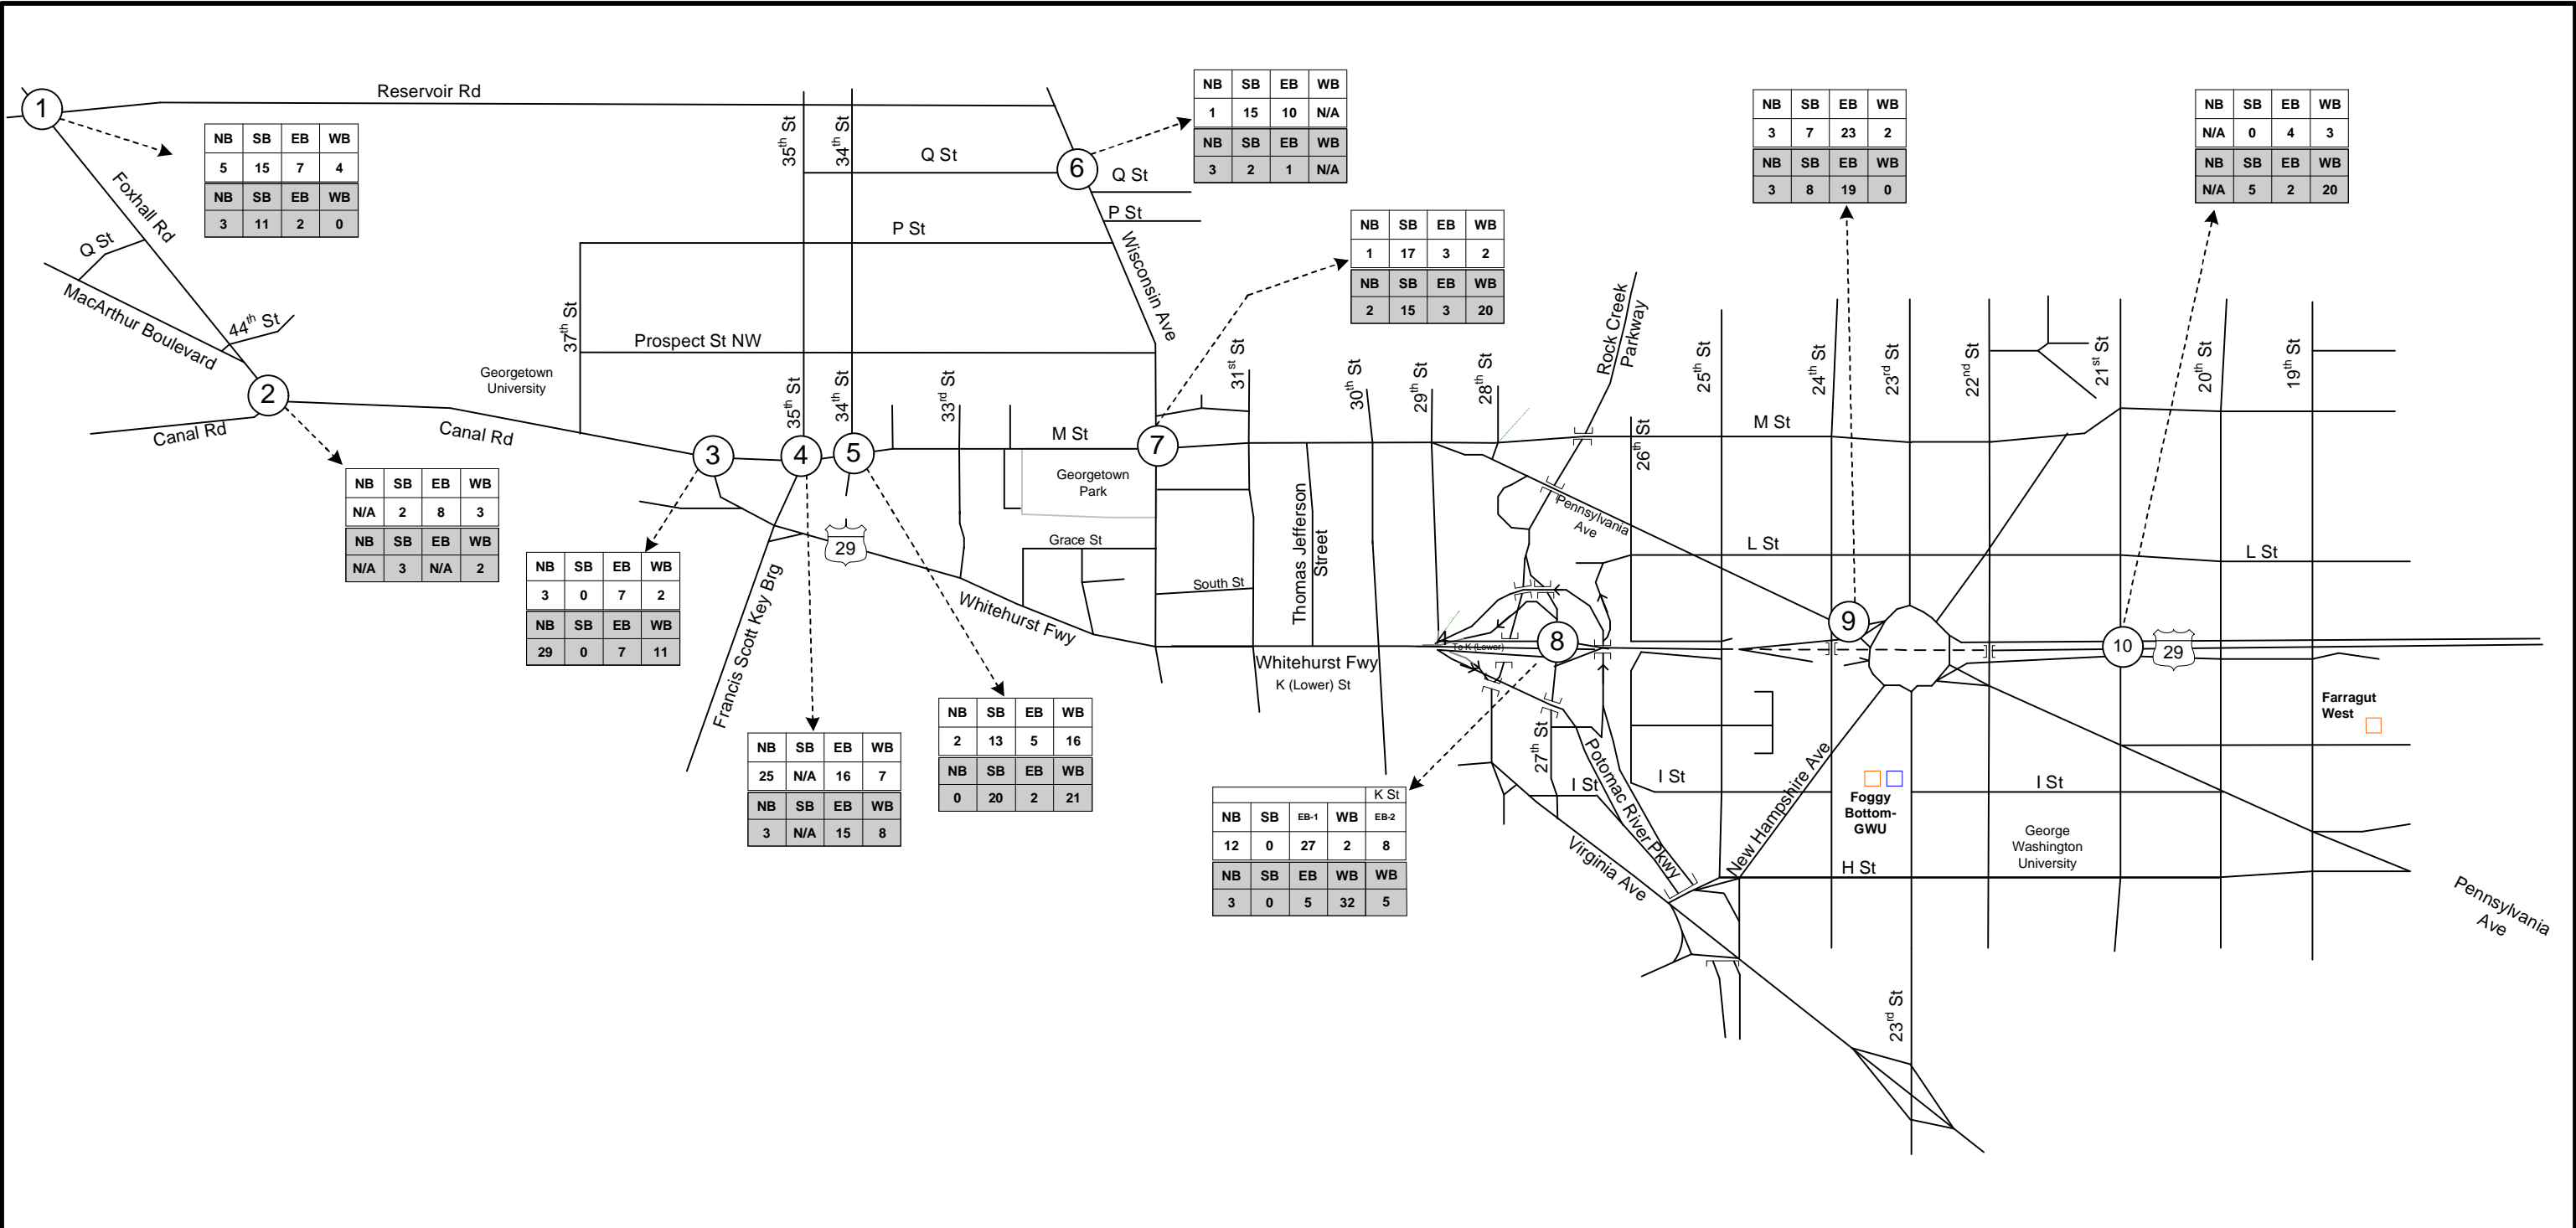 1
Reservoir Rd
NB SB EB WB
5 15 7 4
NB SB EB WB
3 11 2 0
Foxhall Rd
Q St
MacArthur Boulevard
44th St
2
Canal Rd
Canal Rd
NB SB EB WB
N/A 2 8 3
NB SB EB WB
N/A 3 N/A 2
Georgetown
University
37th St
35th St
34th St
Q St
P St
Prospect St NW
35th St
34th St
33rd St
3
4
5
NB SB EB WB
3 0 7 2
NB SB EB WB
29 0 7 11
29
Francis Scott Key Brg
NB SB EB WB
25 N/A 16 7
NB SB EB WB
3 N/A 15 8
NB SB EB WB
2 13 5 16
NB SB EB WB
0 20 2 21
6
NB SB EB WB
1 15 10 N/A
NB SB EB WB
3 2 1 N/A
Q St
P St
Wisconsin Ave
NB SB EB WB
1 17 3 2
NB SB EB WB
2 15 3 20
M St
7
Georgetown
Park
Grace St
South St
Whitehurst Fwy
31st St
30th St
29th St
28th St
Thomas Jefferson
Street
Whitehurst Fwy
K (Lower) St
To K (Lower)
8
Rock Creek
Parkway
26th St
25th St
24th St
23rd St
22nd St
21st St
20th St
19th St
M St
Pennsylvania
Ave
L St
L St
NB SB EB WB
3 7 23 2
NB SB EB WB
3 8 19 0
NB SB EB WB
N/A 0 4 3
NB SB EB WB
N/A 5 2 20
9
10
29
K St
NB SB EB-1 WB EB-2
12 0 27 2 8
NB SB EB WB WB
3 0 5 32 5
27th St
I St
Potomac River Pkwy
I St
Virginia Ave
New Hampshire Ave
Foggy
Bottom-
GWU
I St
George
Washington
University
H St
Farragut
West
Pennsylvania
Ave
23rd St